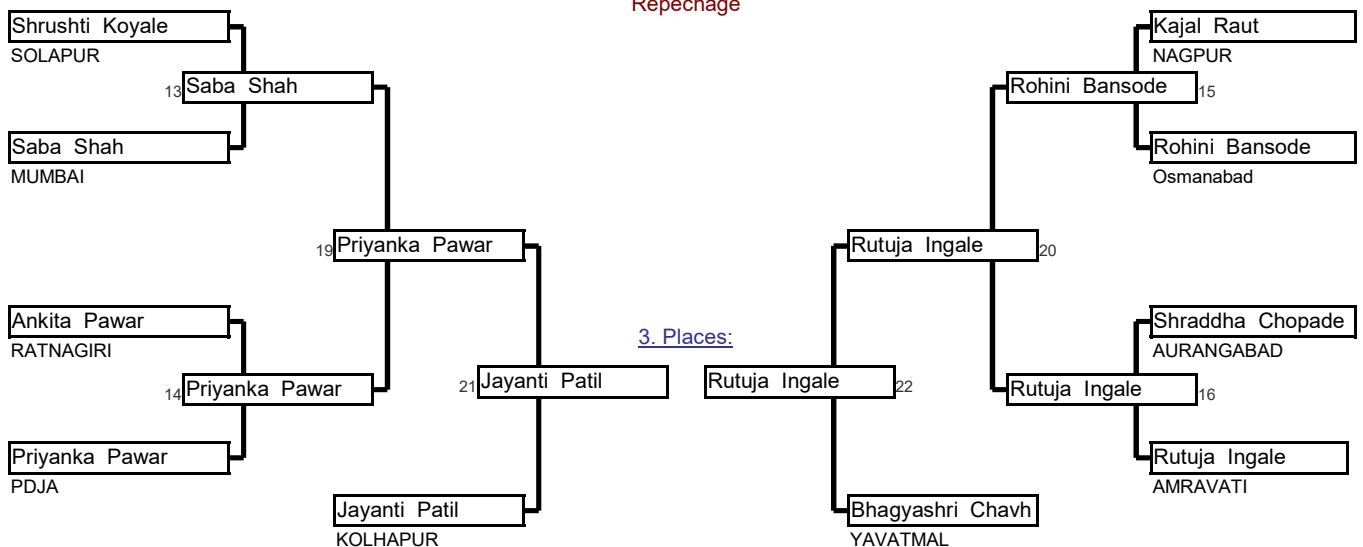 Repechage
Shrushti Koyale
Kajal Raut
SOLAPUR
NAGPUR
13 Saba Shah
Rohini Bansode 15
Saba Shah
Rohini Bansode
MUMBAI
Osmanabad
19 Priyanka Pawar
Rutuja Ingale 20
Ankita Pawar
Shraddha Chopade
RATNAGIRI
3. Places:
AURANGABAD
14 Priyanka Pawar
21 Jayanti Patil
Rutuja Ingale 22
Rutuja Ingale 16
Priyanka Pawar
Rutuja Ingale
PDJA
AMRAVATI
Jayanti Patil
Bhagyashri Chavh
KOLHAPUR
YAVATMAL